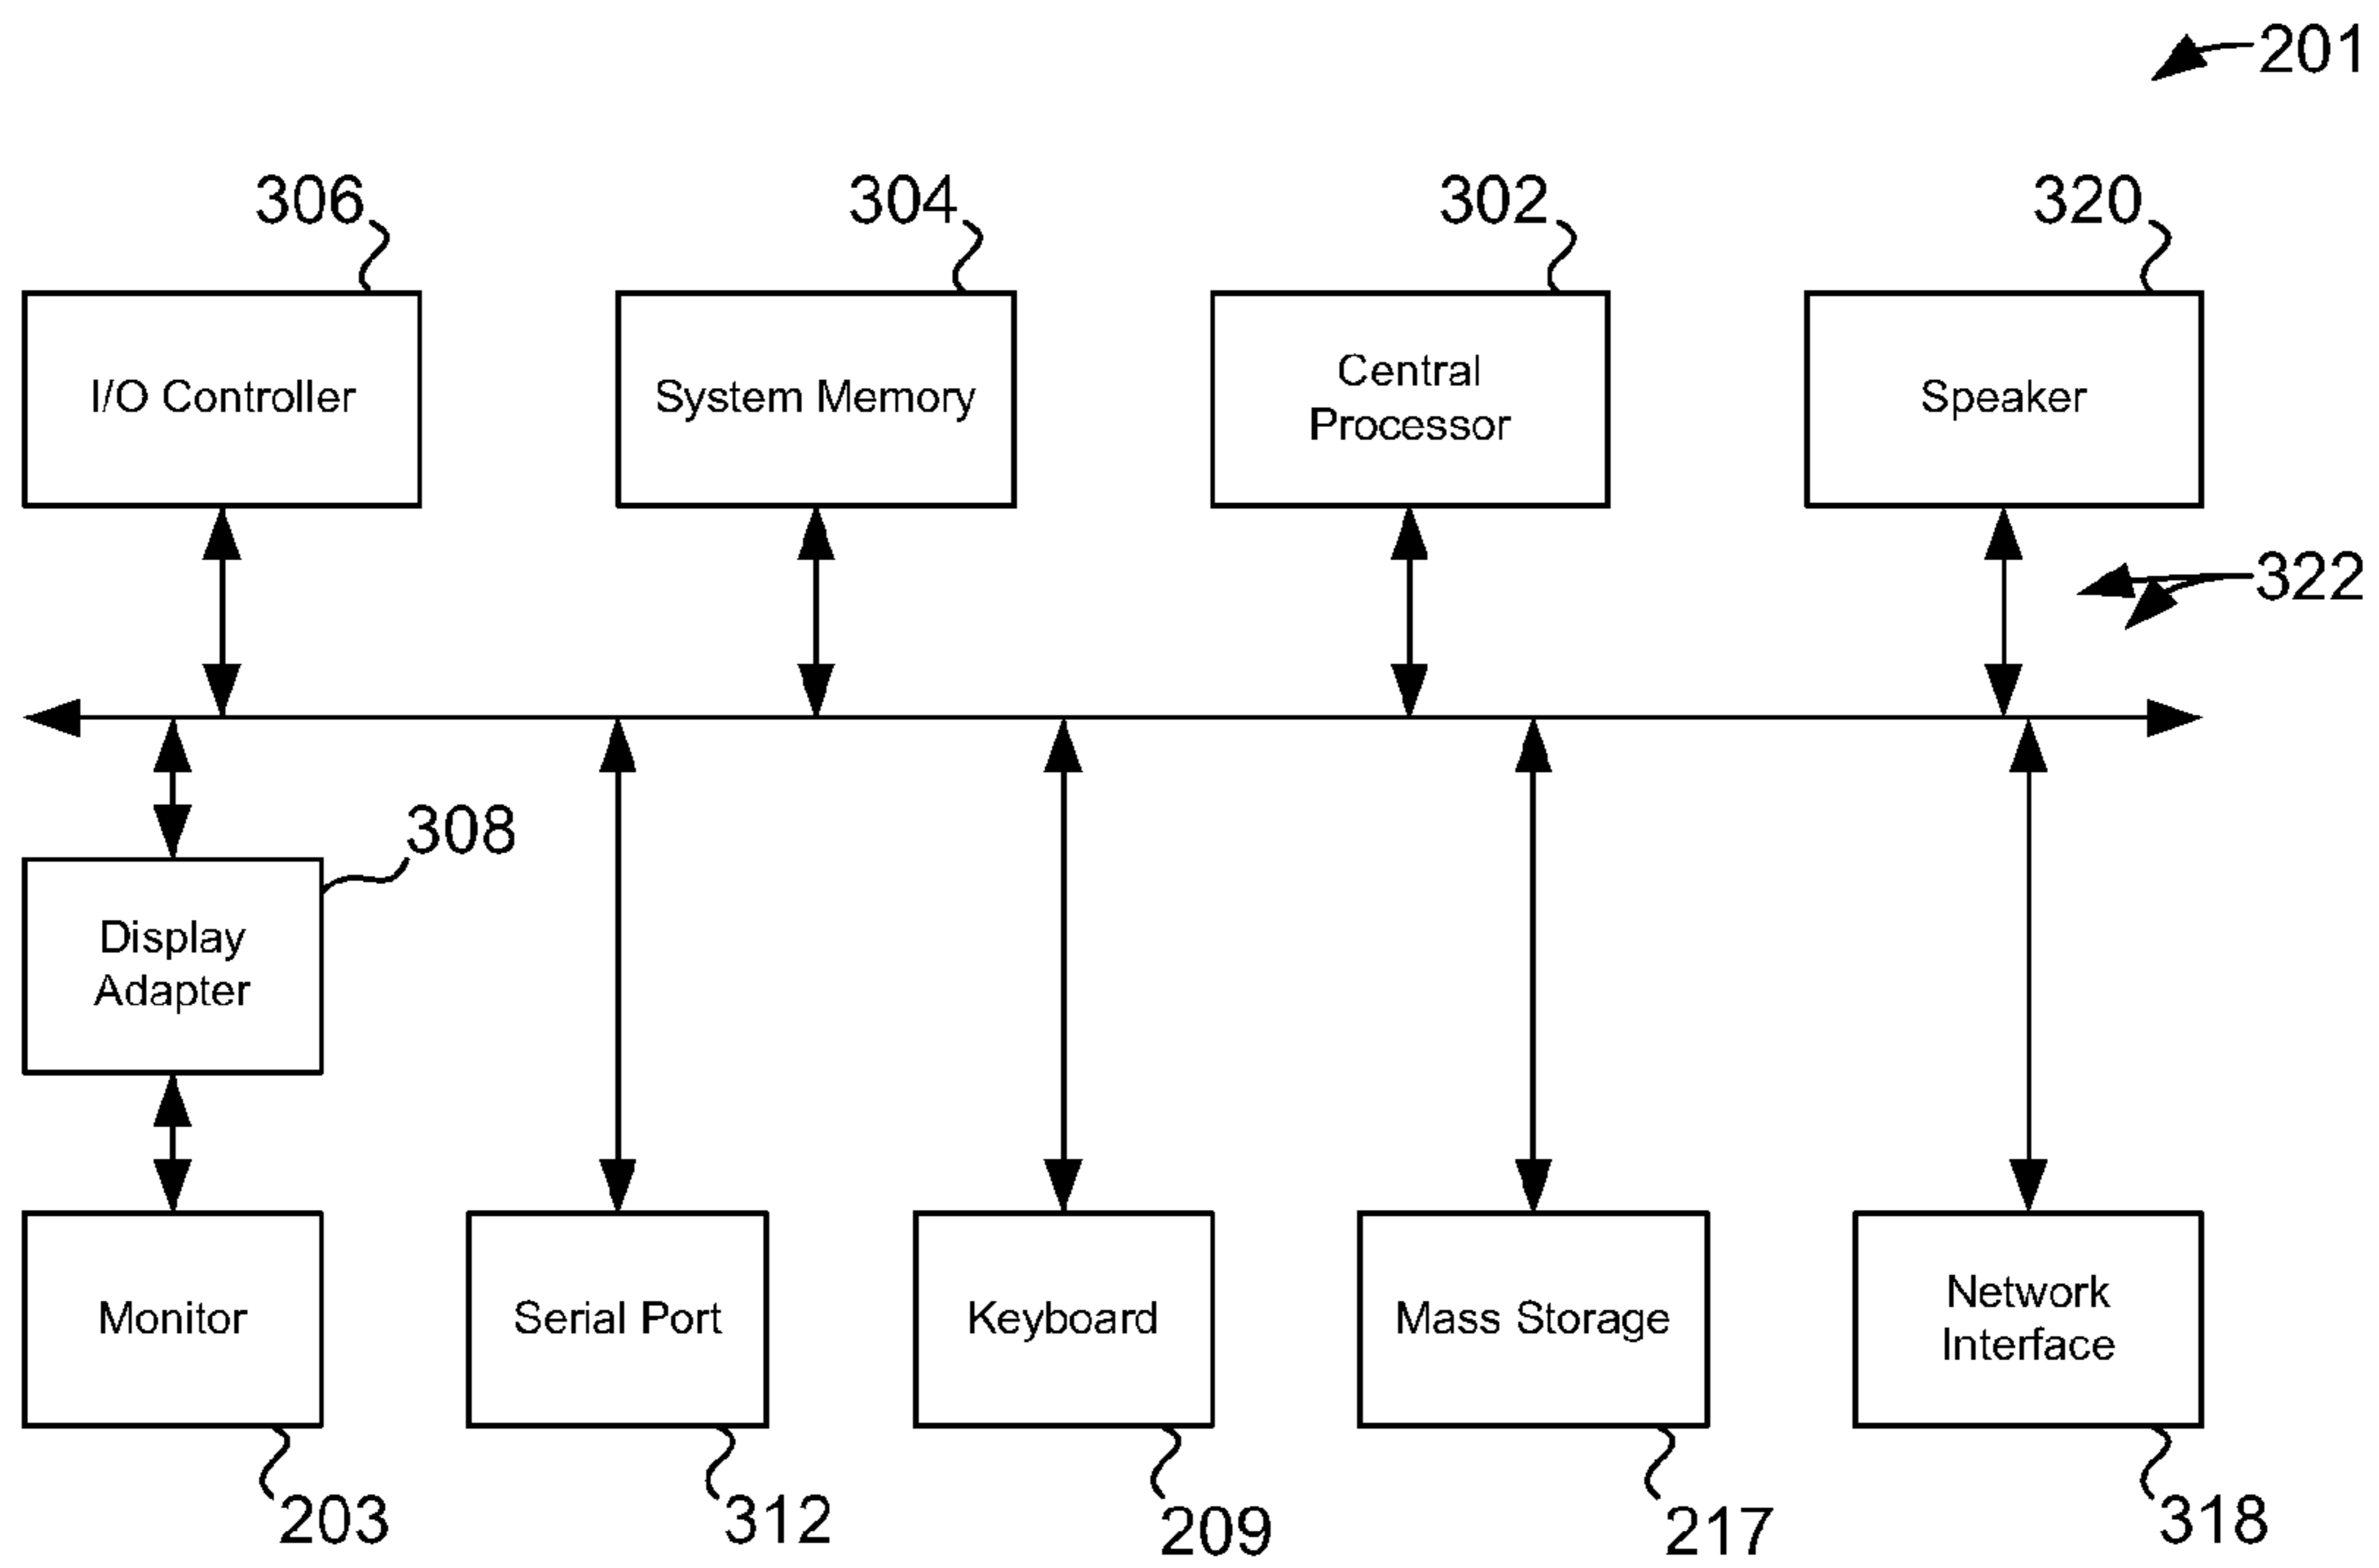 201
306
304
302
320
I/O Controller
System Memory
Central
Processor
Speaker
322
308
Display
Adapter
Monitor
Serial Port
Keyboard
Mass Storage
Network
Interface
203
312
209
217
318